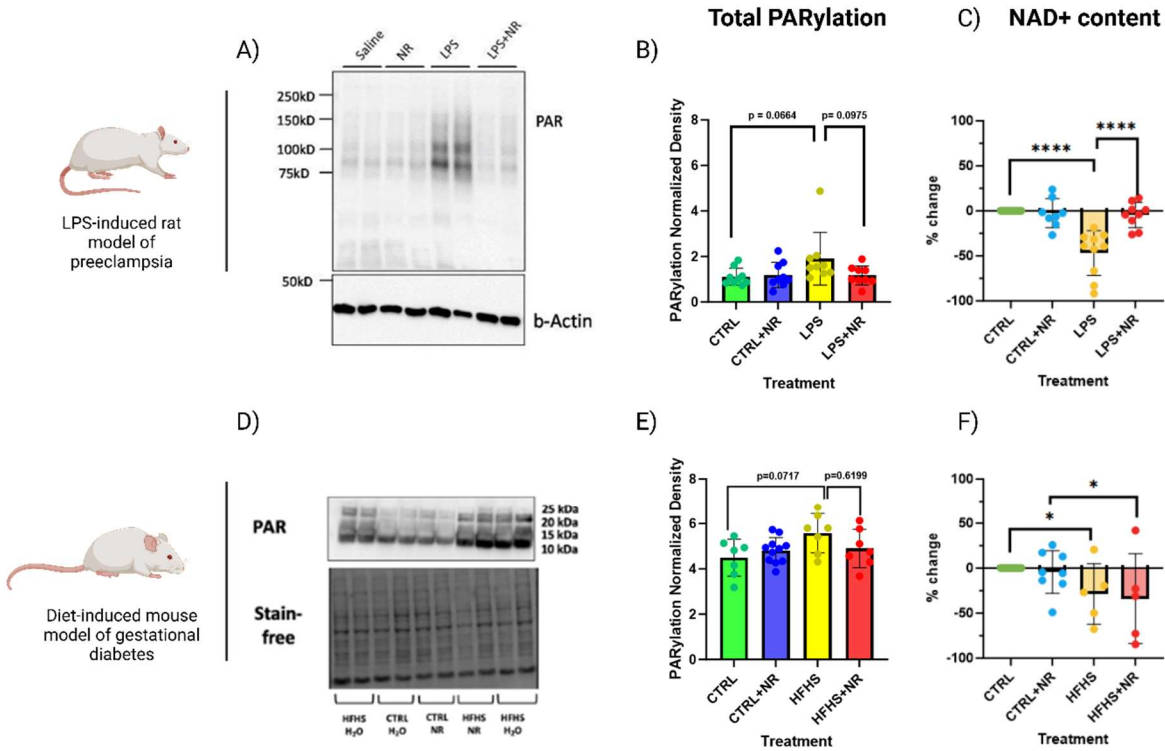 Total PARylation
NAD+ content
A)
Saline
NR
LPS
LPS+NR
250kD
150kD
100kD
75kD
50kD
PAR
b-Actin
LPS-induced rat
model of
preeclampsia
B)
PARylation Normalized Density
8
6
4
2
0
p = 0.0664
p = 0.0975
CTRL
CTRL+NR
LPS
LPS+NR
Treatment
C)
% change
100
50
0
-50
-100
****
****
CTRL
CTRL+NR
LPS
LPS+NR
Treatment
D)
Diet-induced mouse
model of gestational
diabetes
PAR
25 kDa
20 kDa
15 kDa
10 kDa
Stain-
free
HFHS
H₂O
CTRL
H₂O
CTRL
NR
HFHS
NR
HFHS
H₂O
E)
PARylation Normalized Density
8
6
4
2
0
p=0.0717
p=0.6199
CTRL
CTRL+NR
HFHS
HFHS+NR
Treatment
F)
% change
100
50
0
-50
-100
*
*
CTRL
CTRL+NR
HFHS
HFHS+NR
Treatment